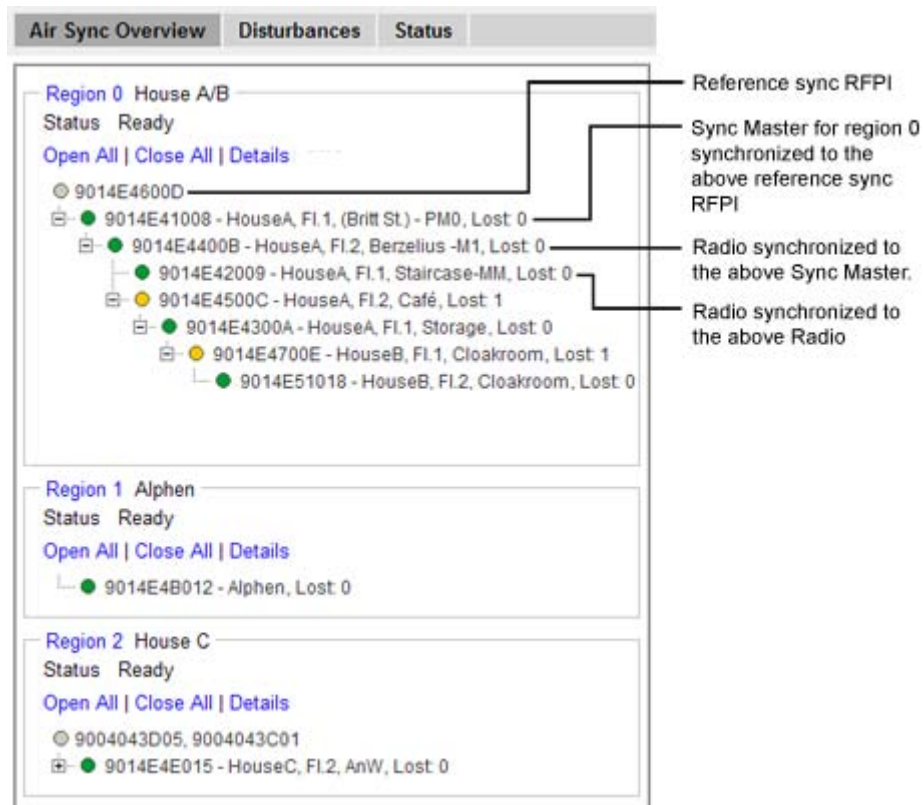 Air Sync Overview
Disturbances
Status
Region 0 House A/B
Status Ready
Open All | Close All | Details
9014E4600D
9014E41008 - HouseA, Fl.1, (Britt St.) - PM0, Lost: 0
9014E4400B - HouseA, Fl.2, Berzelius -M1, Lost: 0
9014E42009 - HouseA, Fl.1, Staircase-MM, Lost: 0
9014E4500C - HouseA, Fl.2, Café, Lost: 1
9014E4300A - HouseA, Fl.1, Storage, Lost: 0
9014E4700E - HouseB, Fl.1, Cloakroom, Lost: 1
9014E51018 - HouseB, Fl.2, Cloakroom, Lost: 0
Region 1 Alphen
Status Ready
Open All | Close All | Details
9014E4B012 - Alphen, Lost: 0
Region 2 House C
Status Ready
Open All | Close All | Details
9004043D05, 9004043C01
9014E4E015 - HouseC, Fl.2, AnW, Lost: 0
Reference sync RFPI
Sync Master for region 0
synchronized to the
above reference sync
RFPI
Radio synchronized to
the above Sync Master.
Radio synchronized to
the above Radio